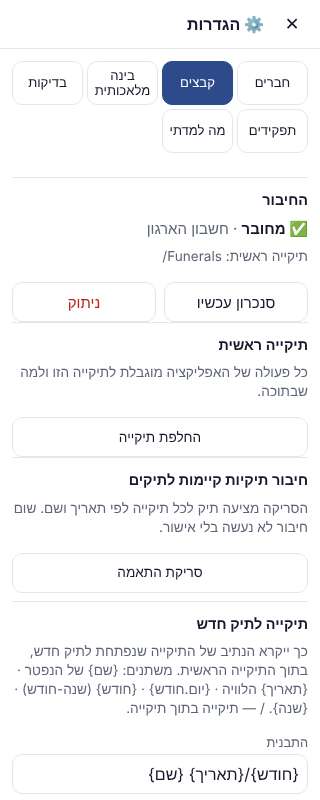 ⚙️ הגדרות ✕
חברים
קבצים
בינה
מלאכותית
בדיקות
תפקידים
מה למדתי
החיבור
✅ מחובר · חשבון הארגון
תיקייה ראשית: Funerals/
סנכרון עכשיו
ניתוק
תיקייה ראשית
כל פעולה של האפליקציה מוגבלת לתיקייה הזו ולמה
שבתוכה.
החלפת תיקייה
חיבור תיקיות קיימות לתיקים
הסריקה מציעה תיק לכל תיקייה לפי תאריך ושם. שום
חיבור לא נעשה בלי אישור.
סריקת התאמה
תיקייה לתיק חדש
כך ייקרא הנתיב של התיקייה שנפתחת לתיק חדש,
בתוך התיקייה הראשית. משתנים: {שם} של הנפטר ·
{תאריך} הלוויה · {יום.חודש} · {חודש} (שנה-חודש) ·
{שנה}. / — תיקייה בתוך תיקייה.
התבנית
{חודש}/{תאריך} {שם}